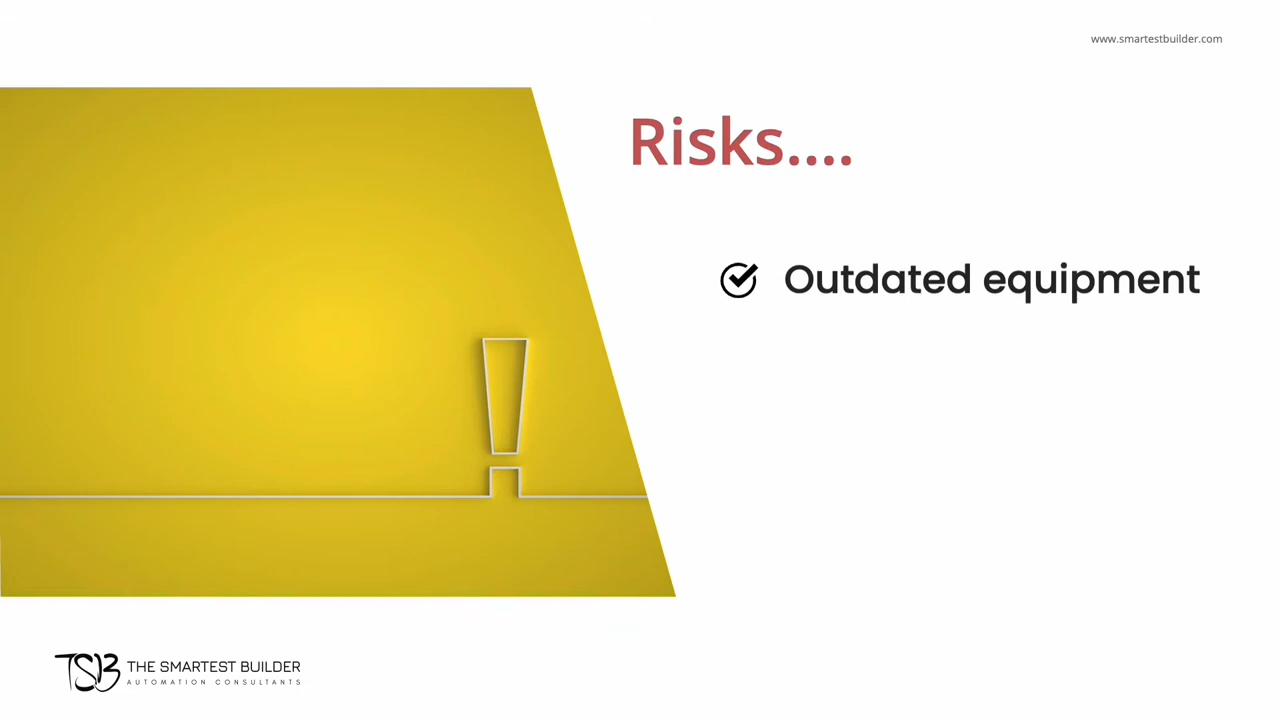 www.smartestbuilder.com
Risks....
Outdated equipment
TSB THE SMARTEST BUILDER
AUTOMATION CONSULTANTS